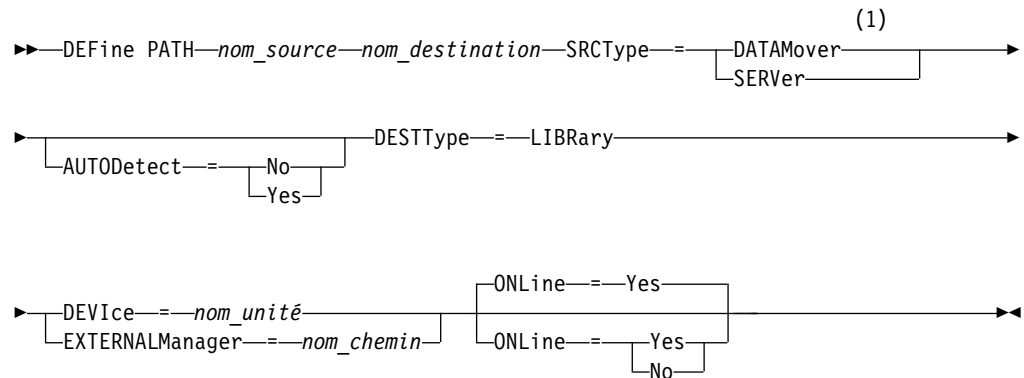 (1)
DEFine PATH nom_source nom_destination SRCType = DATAMover
SERVer
AUTODetect = No
Yes
DESTType = LIBRary
DEVIce = nom_unité
EXTERNALManager = nom_chemin
ONLine = Yes
ONLine = Yes
No